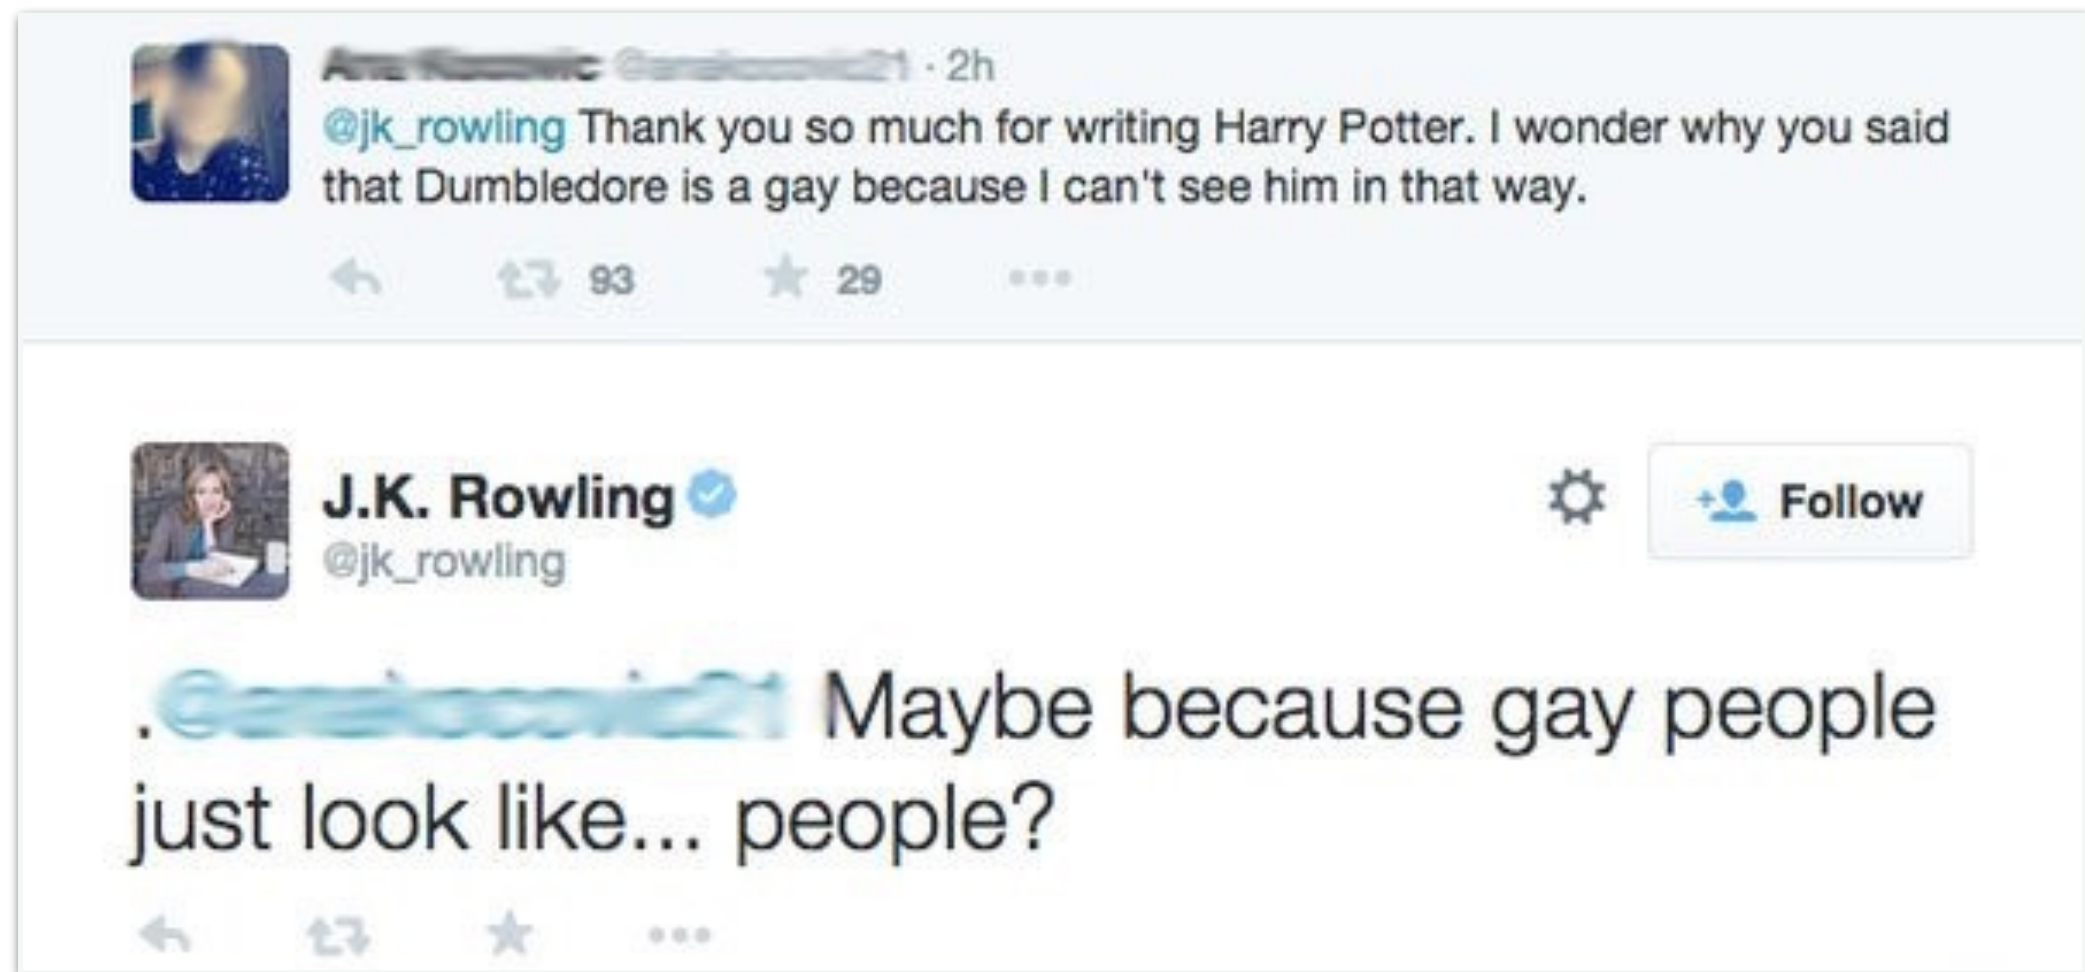 · 2h
@jk_rowling Thank you so much for writing Harry Potter. I wonder why you said
that Dumbledore is a gay because I can't see him in that way.
93 29
J.K. Rowling
@jk_rowling
Follow
. Maybe because gay people
just look like... people?